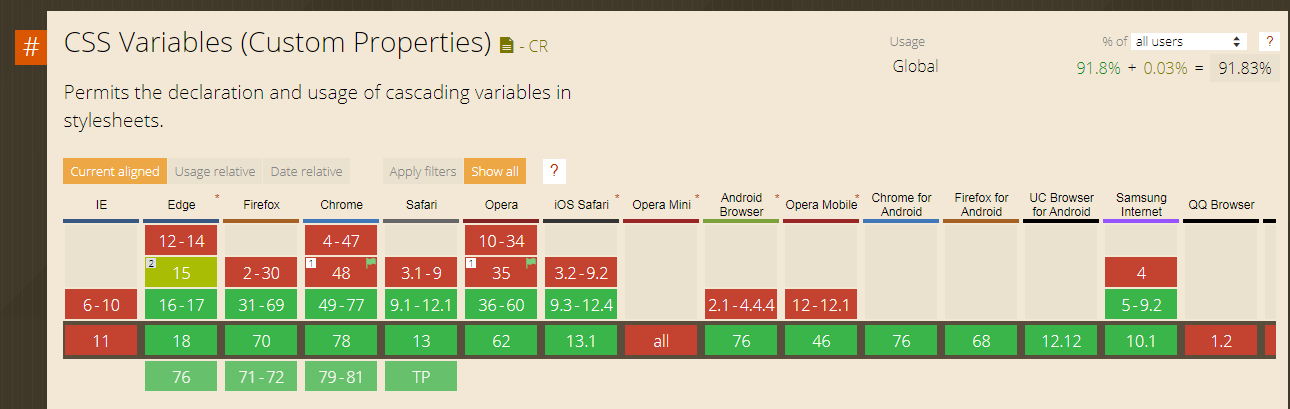 # CSS Variables (Custom Properties) - CR
Usage % of all users ?
Global 91.8% + 0.03% = 91.83%
Permits the declaration and usage of cascading variables in
stylesheets.
Current aligned Usage relative Date relative Apply filters Show all ?
IE Edge * Firefox Chrome Safari Opera iOS Safari * Opera Mini * Android Browser * Opera Mobile * Chrome for Android Firefox for Android UC Browser for Android Samsung Internet QQ Browser
12-14 4-47 10-34
2 15 2-30 1 48 3.1-9 1 35 3.2-9.2 4
6-10 16-17 31-69 49-77 9.1-12.1 36-60 9.3-12.4 2.1-4.4.4 12-12.1 5-9.2
11 18 70 78 13 62 13.1 all 76 46 76 68 12.12 10.1 1.2
76 71-72 79-81 TP